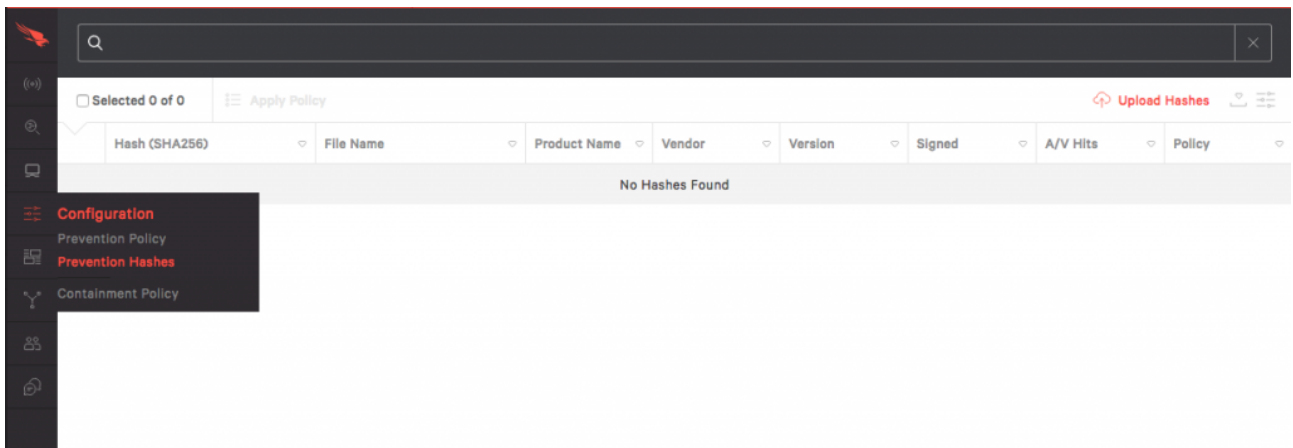 Selected 0 of 0 Apply Policy Upload Hashes
Hash (SHA256) File Name Product Name Vendor Version Signed A/V Hits Policy
No Hashes Found
Configuration
Prevention Policy
Prevention Hashes
Containment Policy